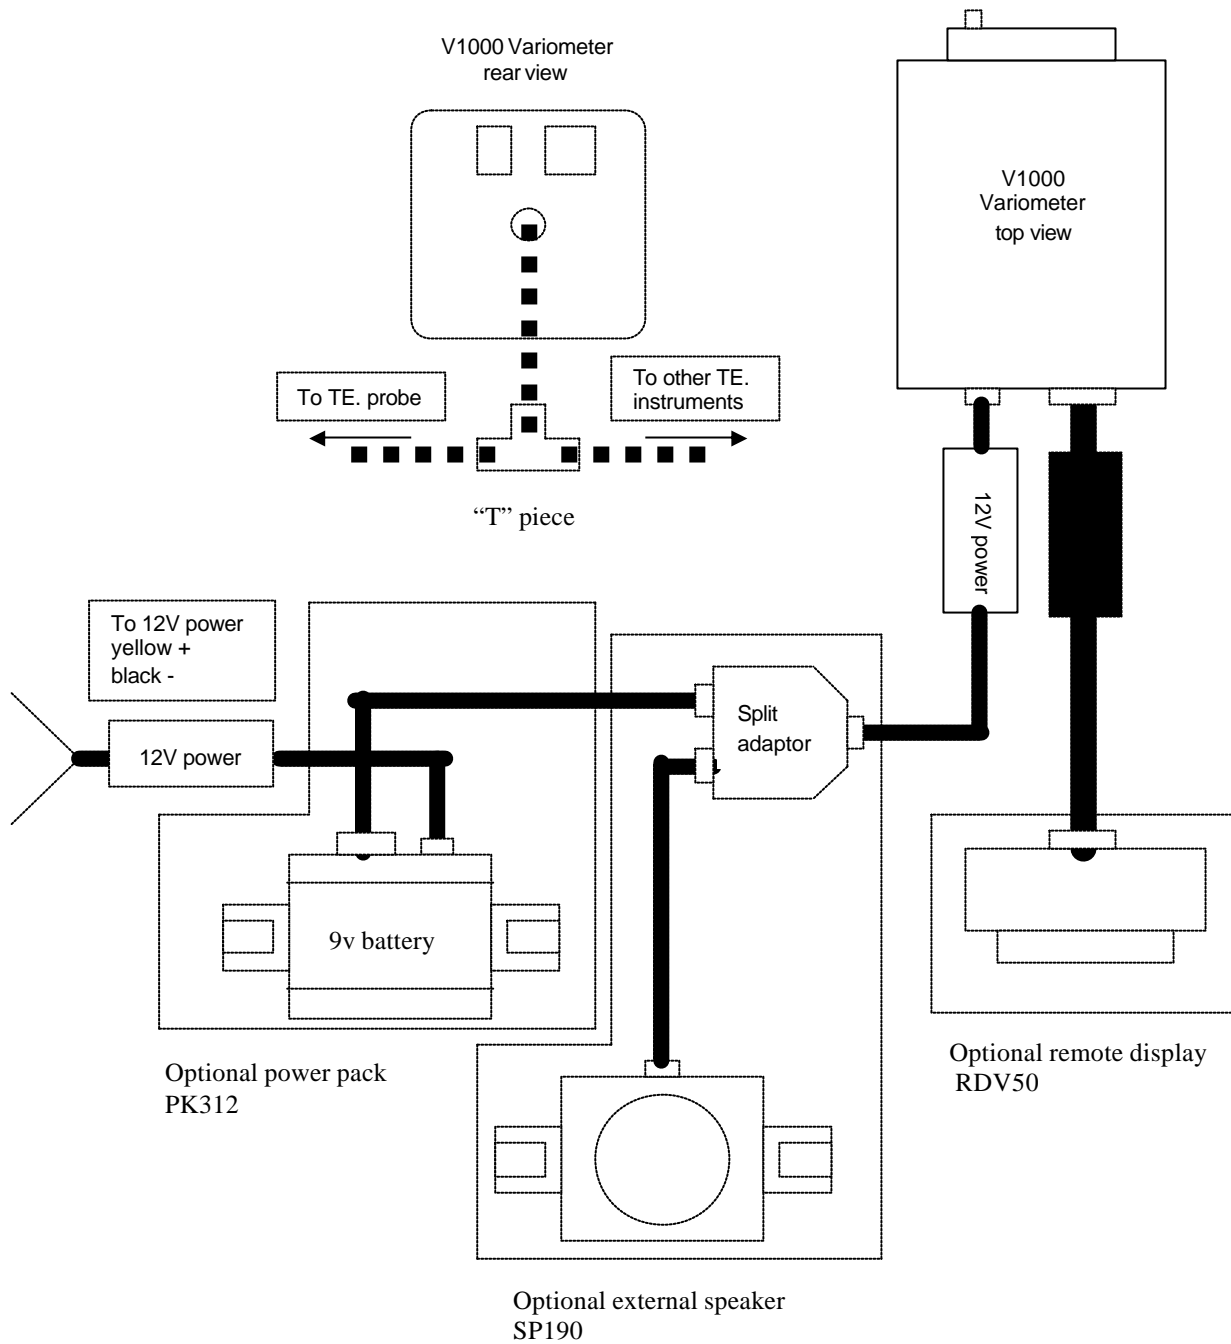 V1000 Variometer
rear view
V1000
Variometer
top view
To TE. probe
To other TE.
instruments
“T” piece
12V power
To 12V power
yellow +
black -
12V power
Split
adaptor
9v battery
Optional power pack
PK312
Optional remote display
RDV50
Optional external speaker
SP190